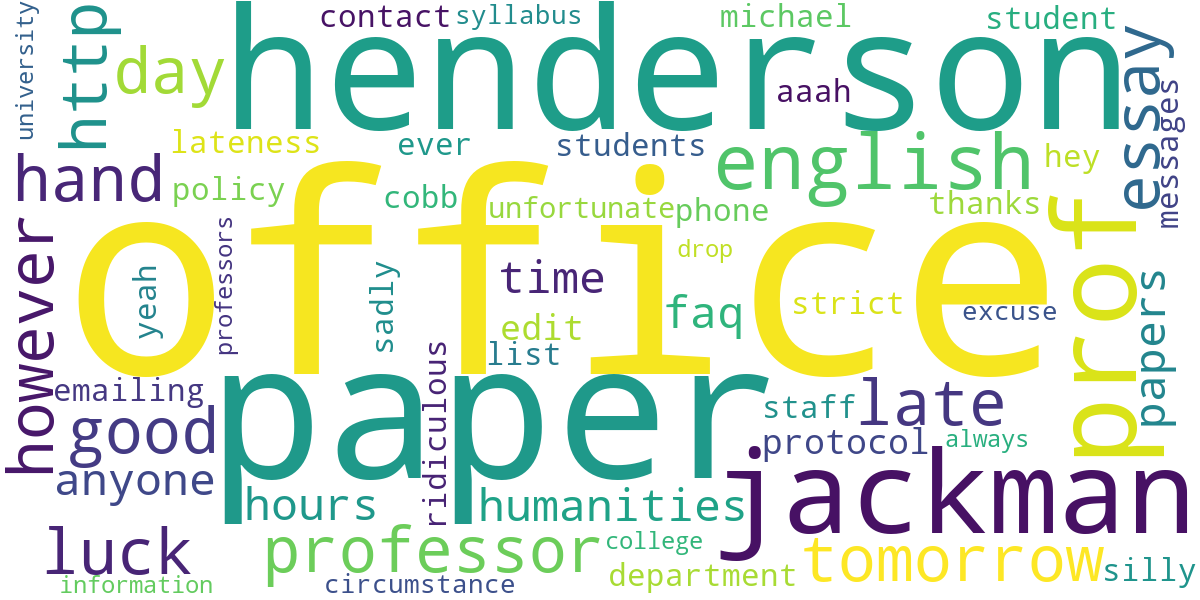 university
http
day
henderson
contact
syllabus
michael
student
essay
messages
aaah
lateness
ever
students
english
hey
hand
policy
cobb
unfortunate
phone
thanks
prof
office
however
yeah
professors
sadly
time
drop
faq
strict
excuse
papers
edit
list
ridiculous
emailing
good
paper
staff
late
protocol
always
anyone
hours
humanities
jackman
luck
professor
college
tomorrow
silly
information
circumstance
department